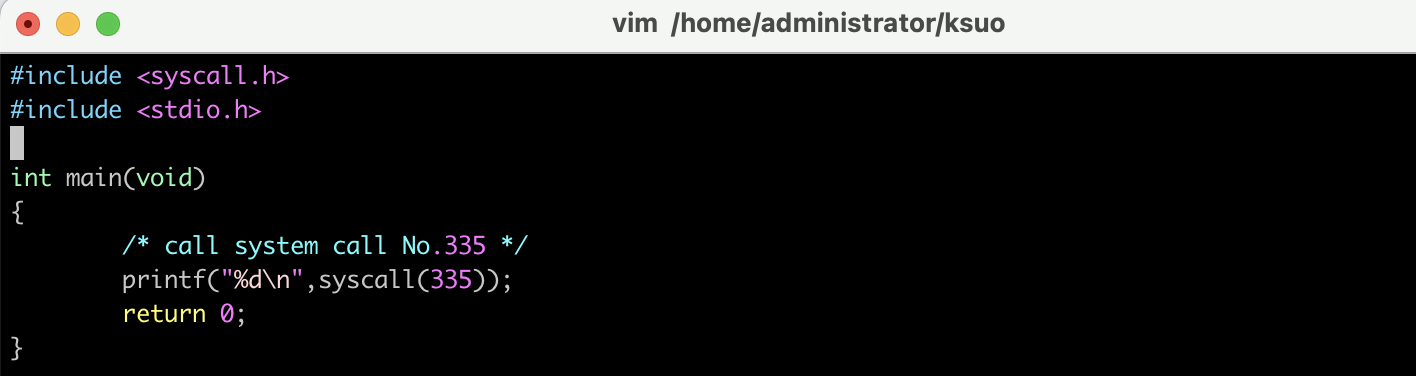 vim /home/administrator/ksuo
#include <syscall.h>
#include <stdio.h>
int main(void)
{
/* call system call No.335 */
printf("%d\n",syscall(335));
return 0;
}